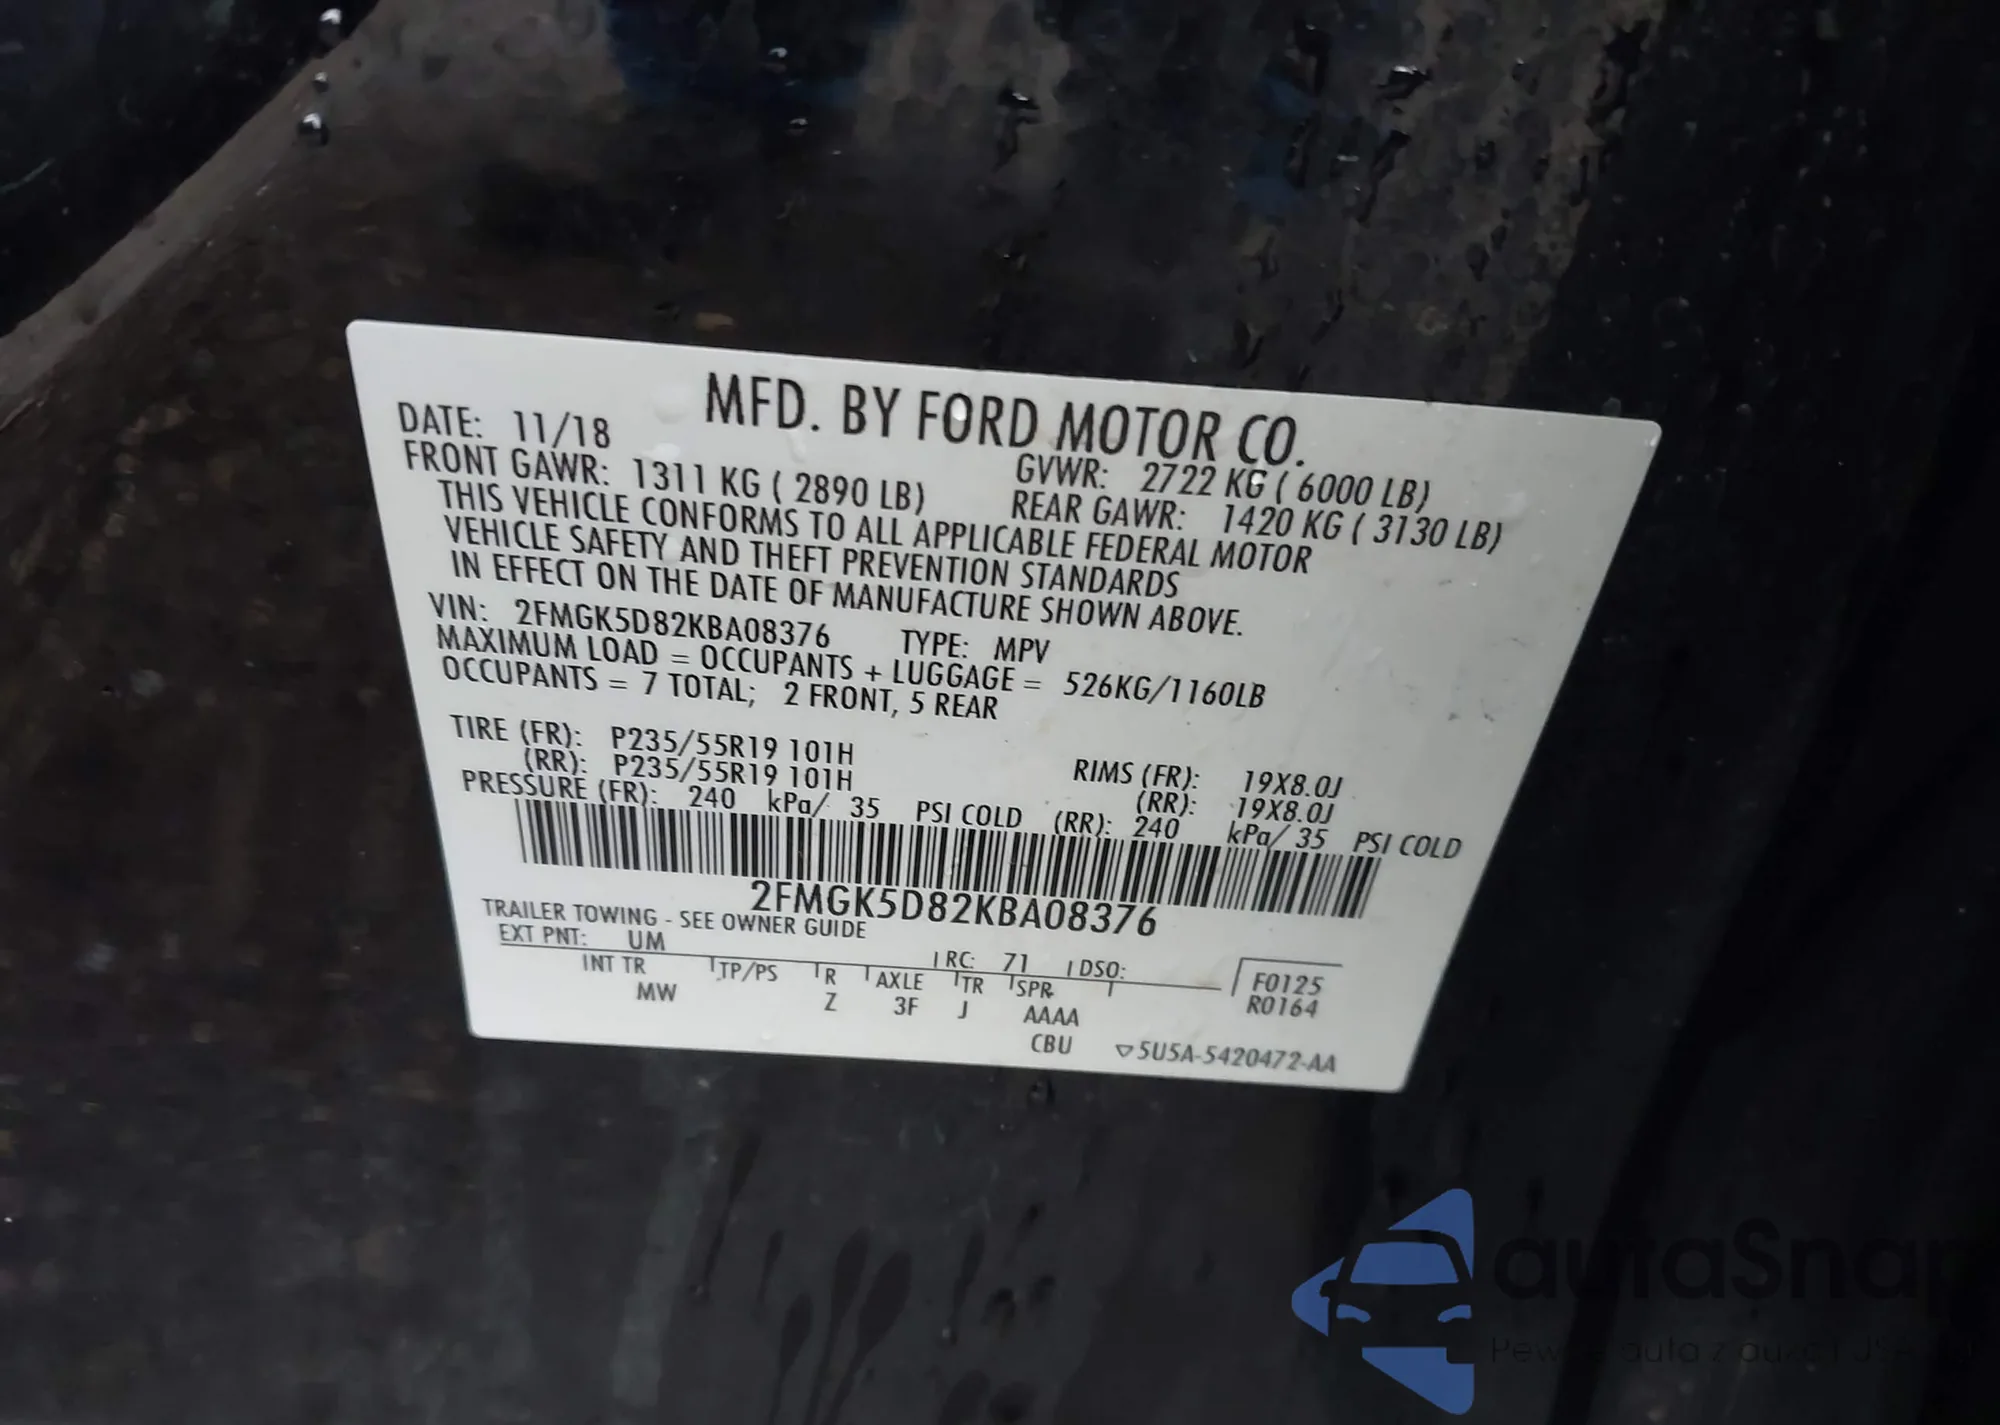 MFD. BY FORD MOTOR CO.
DATE: 11/18 GVWR: 2722 KG ( 6000 LB)
FRONT GAWR: 1311 KG ( 2890 LB) REAR GAWR: 1420 KG ( 3130 LB)
THIS VEHICLE CONFORMS TO ALL APPLICABLE FEDERAL MOTOR
VEHICLE SAFETY AND THEFT PREVENTION STANDARDS
IN EFFECT ON THE DATE OF MANUFACTURE SHOWN ABOVE.
VIN: 2FMGK5D82KBA08376 TYPE: MPV
MAXIMUM LOAD = OCCUPANTS + LUGGAGE = 526KG/1160LB
OCCUPANTS = 7 TOTAL; 2 FRONT, 5 REAR
TIRE (FR): P235/55R19 101H RIMS (FR): 19X8.0J
(RR): P235/55R19 101H (RR): 19X8.0J
PRESSURE (FR): 240 kPa/ 35 PSI COLD (RR): 240 kPa/ 35 PSI COLD
2FMGK5D82KBA08376
TRAILER TOWING - SEE OWNER GUIDE
EXT PNT: UM RC: 71 DSO: F0125
INT TR TP/PS R AXLE TR SPR R0164
MW Z 3F J AAAA
CBU ▽5U5A-5420472-AA
autaSnap
Pewne auta z aukcji USA